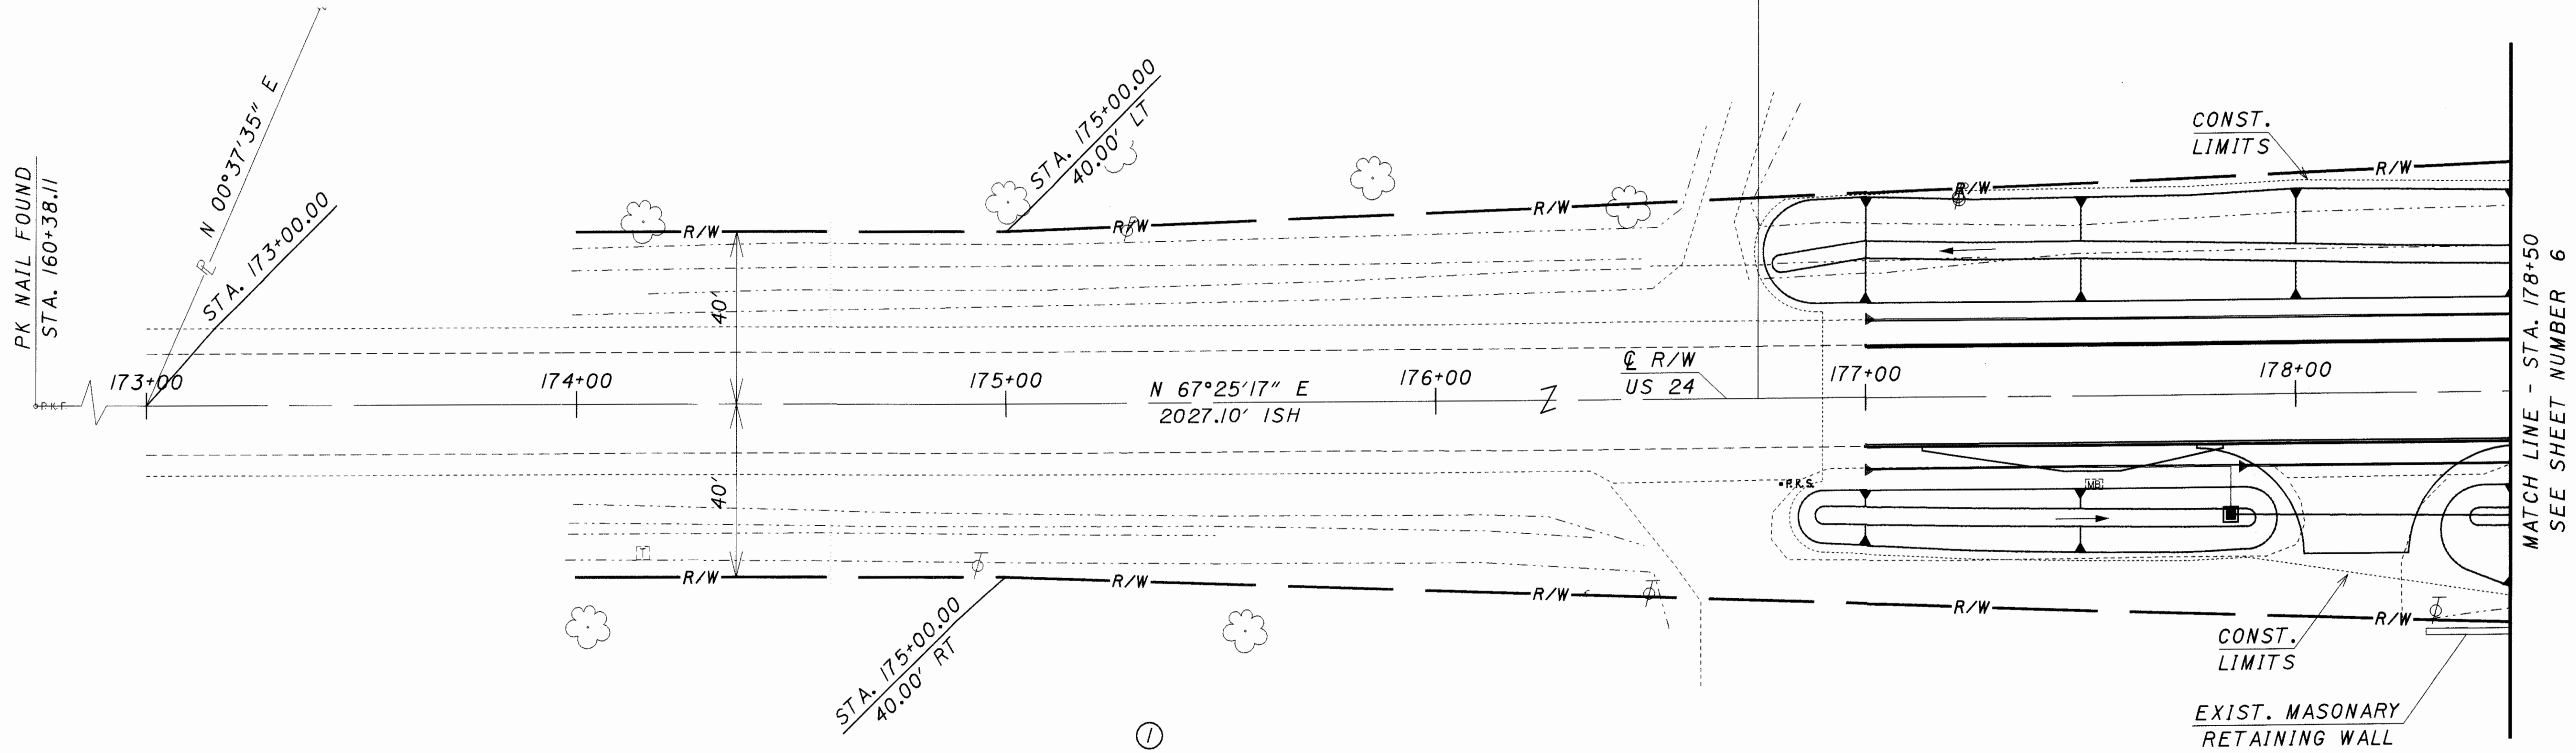 PK NAIL FOUND
STA. 160+38.11
P.K.F.
PL N 00°37'35" E
STA. 173+00.00
173+00
174+00
175+00
176+00
177+00
178+00
STA. 175+00.00
40.00' LT
R/W
R/W
R/W
R/W
R/W
40'
40'
N 67°25'17" E
2027.10' ISH
CL R/W
US 24
CONST.
LIMITS
P.K.S.
MB
T
R/W
R/W
R/W
R/W
R/W
STA. 175+00.00
40.00' RT
CONST.
LIMITS
EXIST. MASONARY
RETAINING WALL
MATCH LINE - STA. 178+50
SEE SHEET NUMBER 6
1